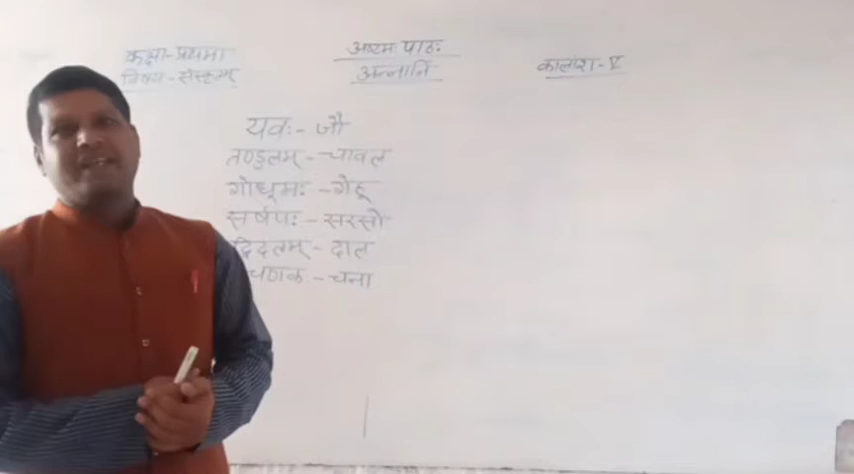 कक्षा-प्रथमा
विषय-संस्कृतम्
अष्टमः पाठः
अन्नानि
कालांश-V
यवः-जौ
तण्डुलम्-चावल
गोधूमः-गेहू
सर्षपः-सरसो
द्विदलम्-दाल
चणक-चना